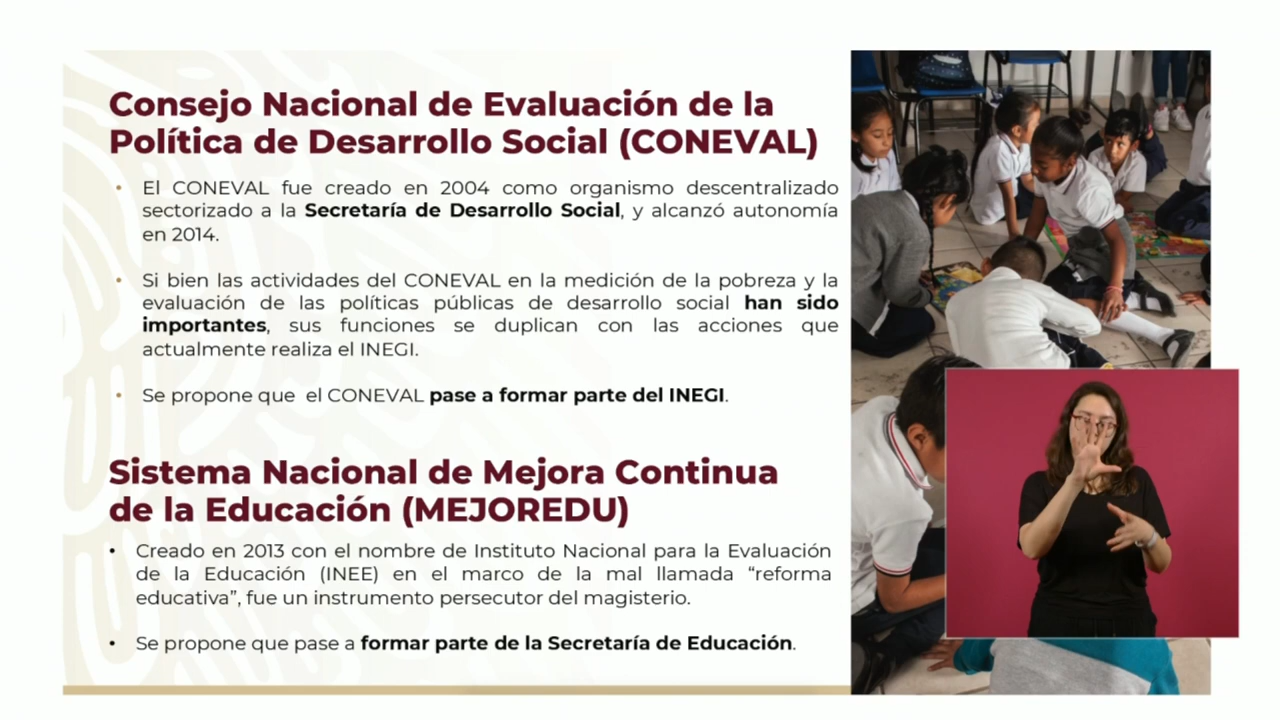 Consejo Nacional de Evaluación de la
Política de Desarrollo Social (CONEVAL)
• El CONEVAL fue creado en 2004 como organismo descentralizado
sectorizado a la Secretaría de Desarrollo Social, y alcanzó autonomía
en 2014.
• Si bien las actividades del CONEVAL en la medición de la pobreza y la
evaluación de las políticas públicas de desarrollo social han sido
importantes, sus funciones se duplican con las acciones que
actualmente realiza el INEGI.
• Se propone que el CONEVAL pase a formar parte del INEGI.
Sistema Nacional de Mejora Continua
de la Educación (MEJOREDU)
• Creado en 2013 con el nombre de Instituto Nacional para la Evaluación
de la Educación (INEE) en el marco de la mal llamada “reforma
educativa”, fue un instrumento persecutor del magisterio.
• Se propone que pase a formar parte de la Secretaría de Educación.